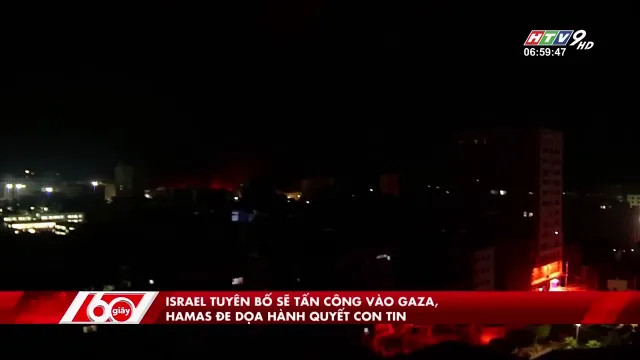 HTV9 HD
06:59:47
60 giây
ISRAEL TUYÊN BỐ SẼ TẤN CÔNG VÀO GAZA,
HAMAS ĐE DỌA HÀNH QUYẾT CON TIN